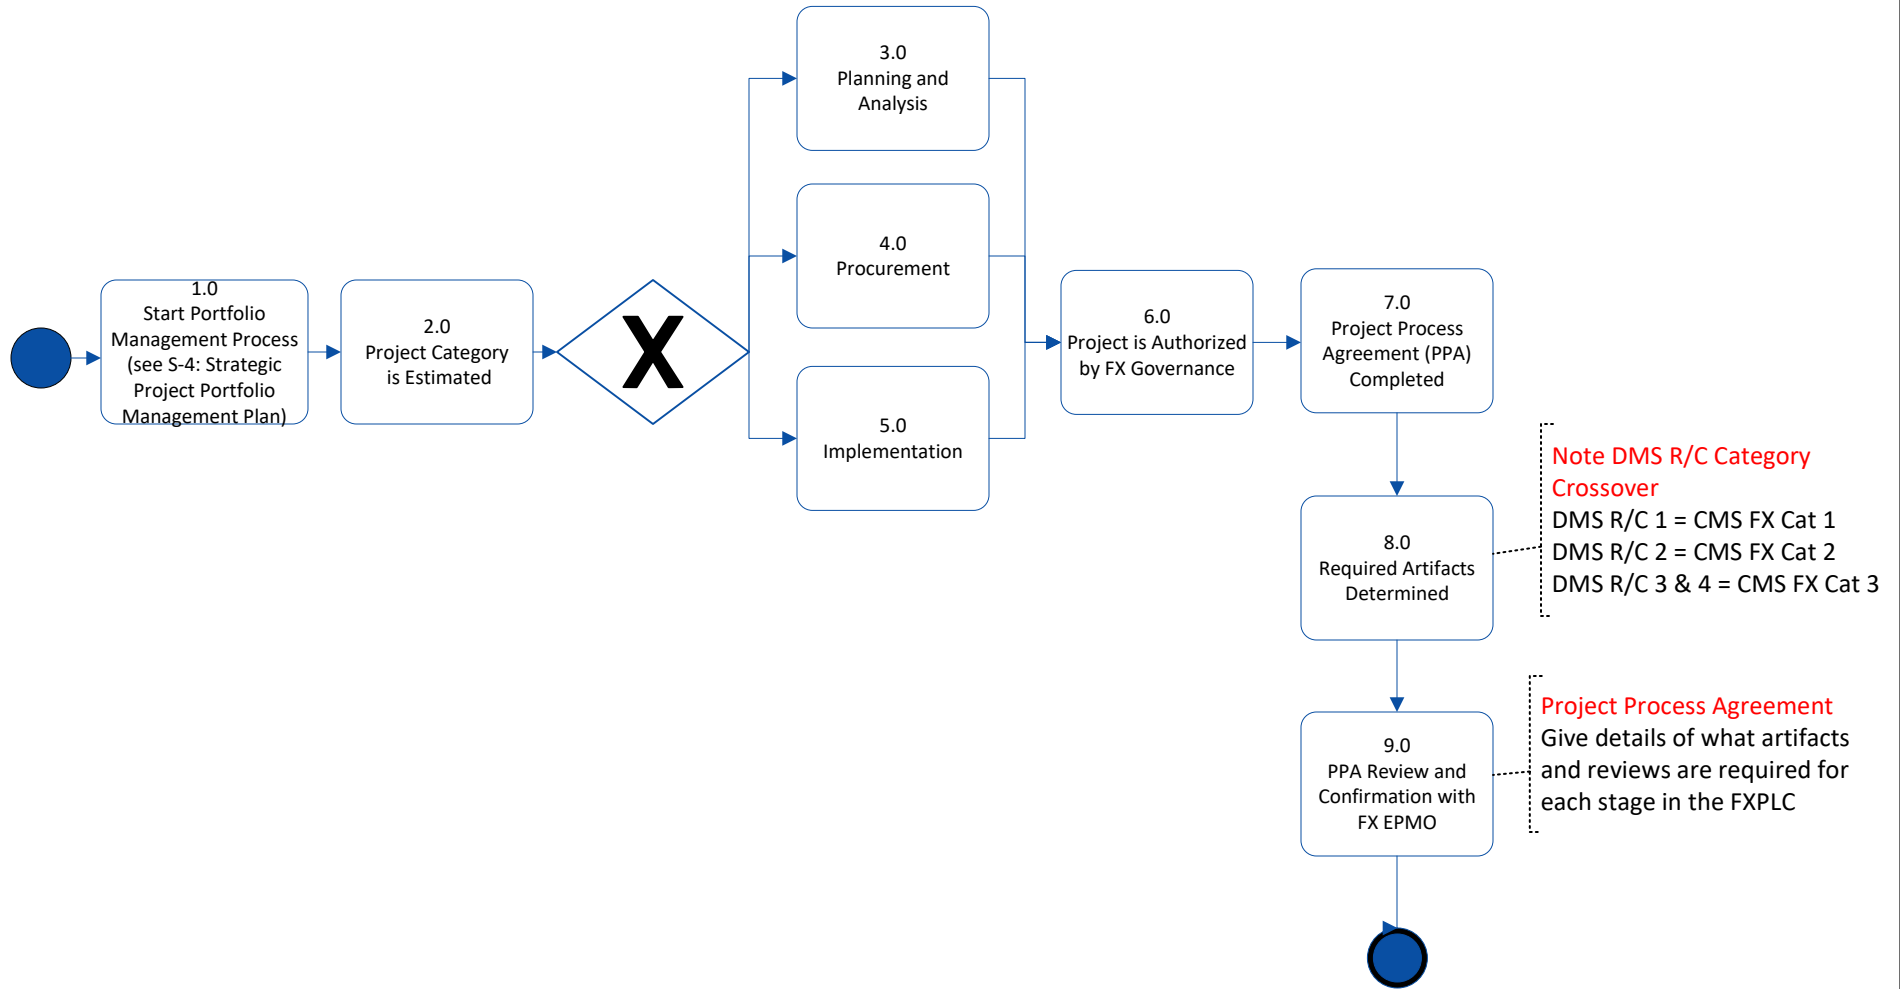 1.0
Start Portfolio
Management Process
(see S-4: Strategic
Project Portfolio
Management Plan)
2.0
Project Category
is Estimated
X
3.0
Planning and
Analysis
4.0
Procurement
5.0
Implementation
6.0
Project is Authorized
by FX Governance
7.0
Project Process
Agreement (PPA)
Completed
8.0
Required Artifacts
Determined
Note DMS R/C Category
Crossover
DMS R/C 1 = CMS FX Cat 1
DMS R/C 2 = CMS FX Cat 2
DMS R/C 3 & 4 = CMS FX Cat 3
9.0
PPA Review and
Confirmation with
FX EPMO
Project Process Agreement
Give details of what artifacts
and reviews are required for
each stage in the FXPLC